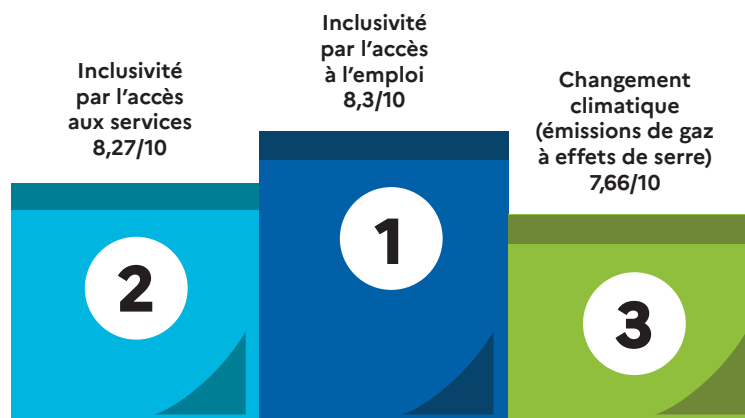 Inclusivité
par l'accès
aux services
8,27/10
2
Inclusivité
par l'accès
à l'emploi
8,3/10
1
Changement
climatique
(émissions de gaz
à effets de serre)
7,66/10
3